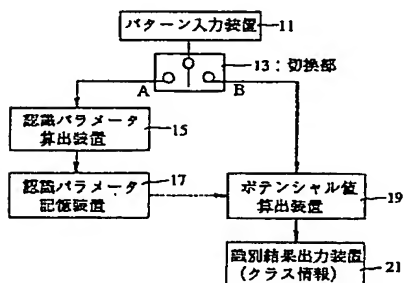 パターン入力装置
11
13：切換部
A
B
認識パラメータ
算出装置
15
認識パラメータ
記憶装置
17
ポテンシャル値
算出装置
19
識別結果出力装置
(クラス情報)
21